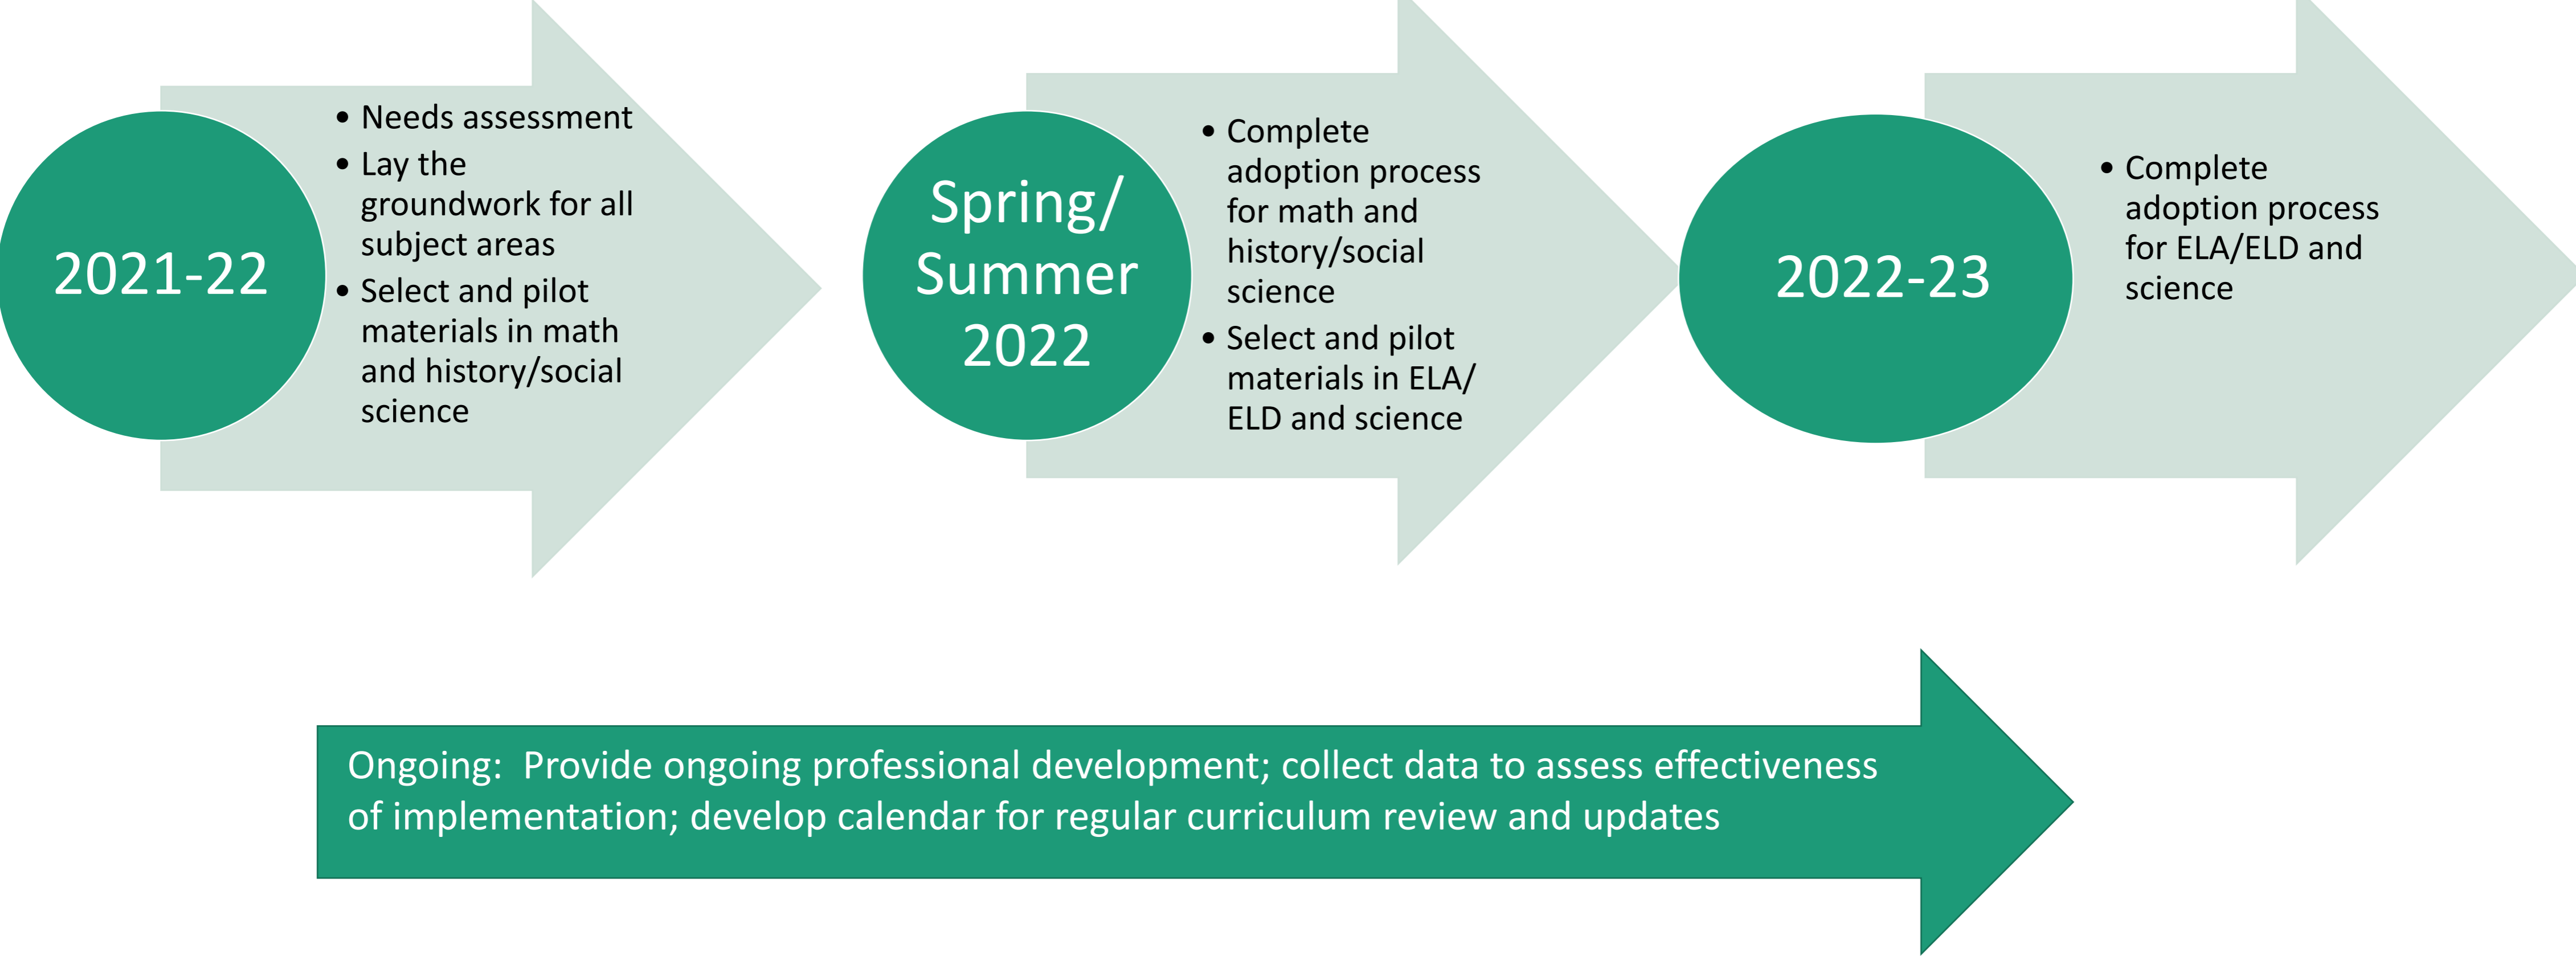 2021-22
• Needs assessment
• Lay the
groundwork for all
subject areas
• Select and pilot
materials in math
and history/social
science
Spring/
Summer
2022
• Complete
adoption process
for math and
history/social
science
• Select and pilot
materials in ELA/
ELD and science
2022-23
• Complete
adoption process
for ELA/ELD and
science
Ongoing:  Provide ongoing professional development; collect data to assess effectiveness
of implementation; develop calendar for regular curriculum review and updates